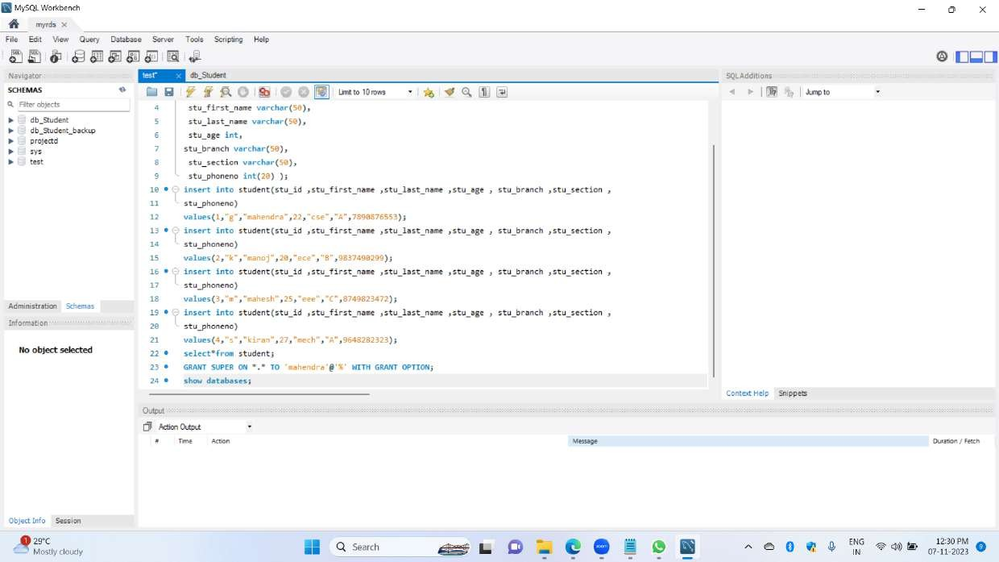 MySQL Workbench
myrds
File Edit View Query Database Server Tools Scripting Help
Navigator
SCHEMAS
Filter objects
db_Student
db_Student_backup
projectd
sys
test
Administration Schemas
Information
No object selected
Object Info Session
test* db_Student
Limit to 10 rows
4 stu_first_name varchar(50),
5 stu_last_name varchar(50),
6 stu_age int,
7 stu_branch varchar(50),
8 stu_section varchar(50),
9 stu_phoneno int(20) );
10 insert into student(stu_id ,stu_first_name ,stu_last_name ,stu_age , stu_branch ,stu_section ,
11 stu_phoneno)
12 values(1,"g","mahendra",22,"cse","A",7890876553);
13 insert into student(stu_id ,stu_first_name ,stu_last_name ,stu_age , stu_branch ,stu_section ,
14 stu_phoneno)
15 values(2,"k","manoj",20,"ece","B",9837490299);
16 insert into student(stu_id ,stu_first_name ,stu_last_name ,stu_age , stu_branch ,stu_section ,
17 stu_phoneno)
18 values(3,"m","mahesh",25,"eee","C",8749823472);
19 insert into student(stu_id ,stu_first_name ,stu_last_name ,stu_age , stu_branch ,stu_section ,
20 stu_phoneno)
21 values(4,"s","kiran",27,"mech","A",9648282323);
22 select*from student;
23 GRANT SUPER ON *.* TO 'mahendra'@'%' WITH GRANT OPTION;
24 show databases;
SQLAdditions
Jump to
Context Help Snippets
Output
Action Output
# Time Action Message Duration / Fetch
1
29°C
Mostly cloudy
Search
zoom
ENG
IN
12:30 PM
07-11-2023
9